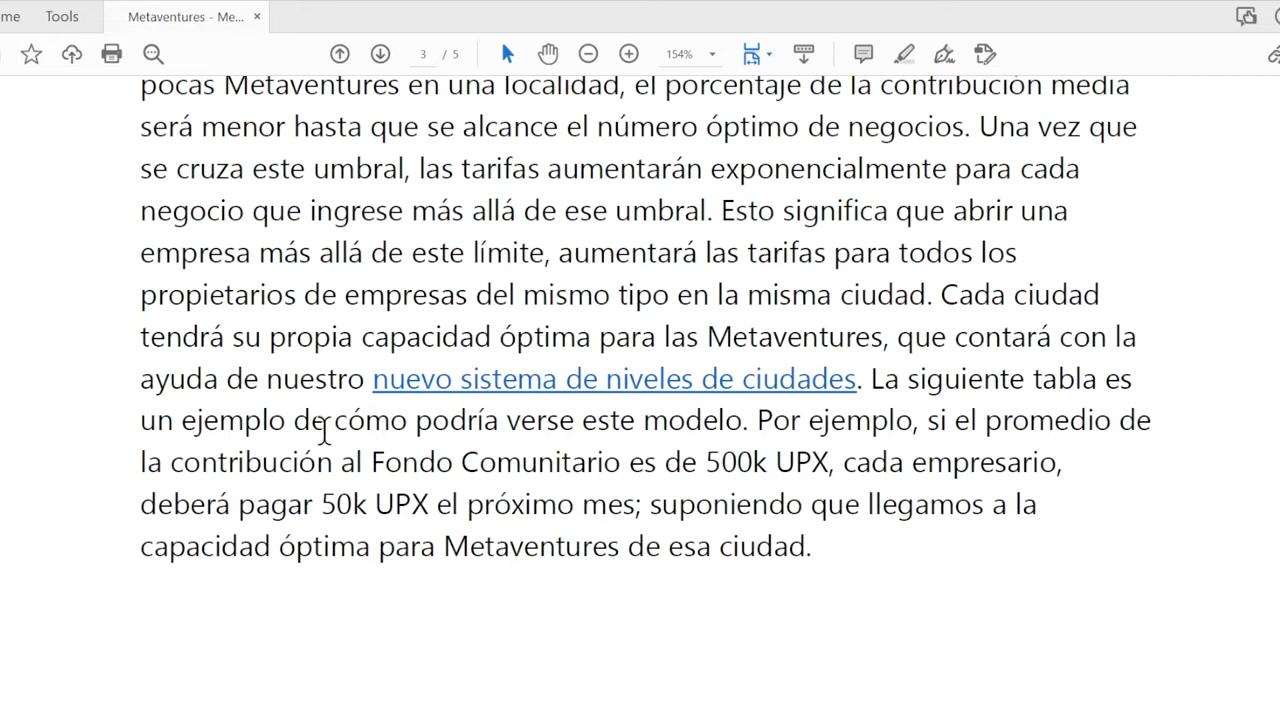 me Tools Metaventures - Me... ×
3 / 5 154%
pocas Metaventures en una localidad, el porcentaje de la contribución media
será menor hasta que se alcance el número óptimo de negocios. Una vez que
se cruza este umbral, las tarifas aumentarán exponencialmente para cada
negocio que ingrese más allá de ese umbral. Esto significa que abrir una
empresa más allá de este límite, aumentará las tarifas para todos los
propietarios de empresas del mismo tipo en la misma ciudad. Cada ciudad
tendrá su propia capacidad óptima para las Metaventures, que contará con la
ayuda de nuestro nuevo sistema de niveles de ciudades. La siguiente tabla es
un ejemplo de cómo podría verse este modelo. Por ejemplo, si el promedio de
la contribución al Fondo Comunitario es de 500k UPX, cada empresario,
deberá pagar 50k UPX el próximo mes; suponiendo que llegamos a la
capacidad óptima para Metaventures de esa ciudad.